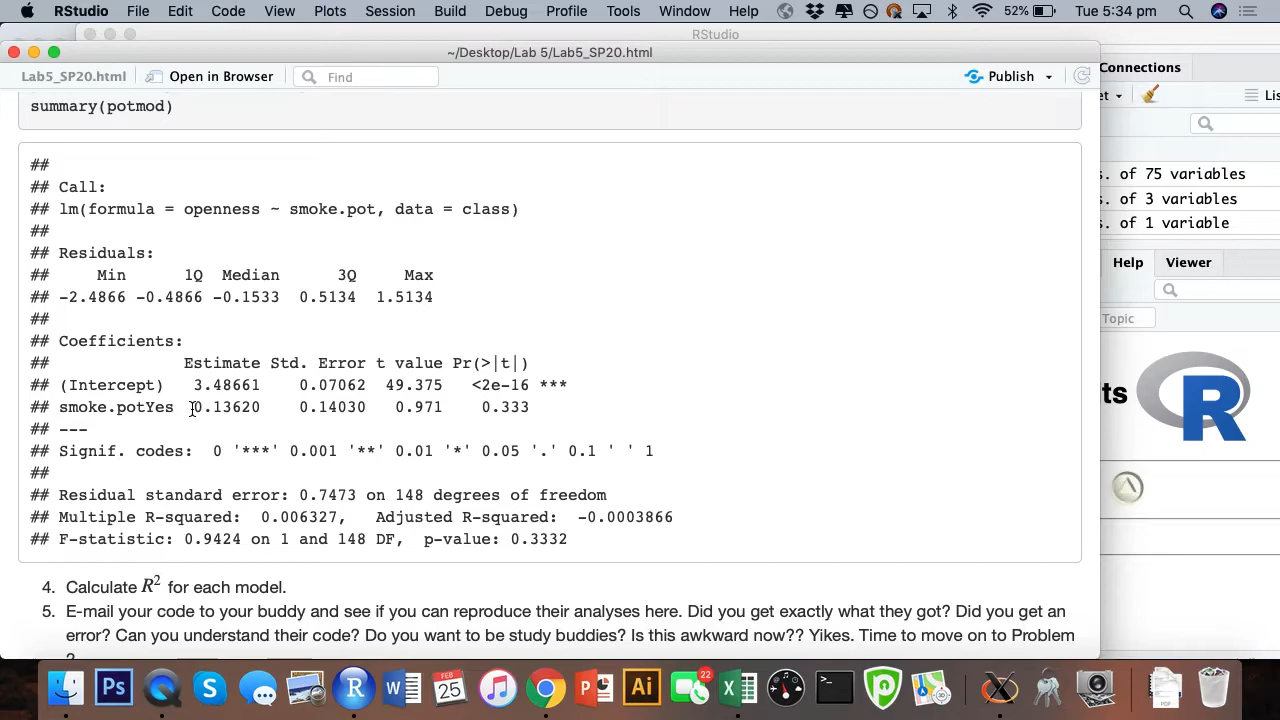 RStudio File Edit Code View Plots Session Build Debug Profile Tools Window Help 52% Tue 5:34 pm
RStudio
~/Desktop/Lab 5/Lab5_SP20.html
Lab5_SP20.html Open in Browser Find Publish
Connections
summary(potmod)
##
## Call:
## lm(formula = openness ~ smoke.pot, data = class)
##
## Residuals:
## Min 1Q Median 3Q Max
## -2.4866 -0.4866 -0.1533 0.5134 1.5134
##
## Coefficients:
## Estimate Std. Error t value Pr(>|t|)
## (Intercept) 3.48661 0.07062 49.375 <2e-16 ***
## smoke.potYes 0.13620 0.14030 0.971 0.333
## ---
## Signif. codes: 0 '***' 0.001 '**' 0.01 '*' 0.05 '.' 0.1 ' ' 1
##
## Residual standard error: 0.7473 on 148 degrees of freedom
## Multiple R-squared: 0.006327, Adjusted R-squared: -0.0003866
## F-statistic: 0.9424 on 1 and 148 DF, p-value: 0.3332
4. Calculate R² for each model.
5. E-mail your code to your buddy and see if you can reproduce their analyses here. Did you get exactly what they got? Did you get an
error? Can you understand their code? Do you want to be study buddies? Is this awkward now?? Yikes. Time to move on to Problem
et Lis
s. of 75 variables
s. of 3 variables
s. of 1 variable
Help Viewer
Topic
ts R
Ps S R W FEB 25 P Ai 22 X >_ P X PDF